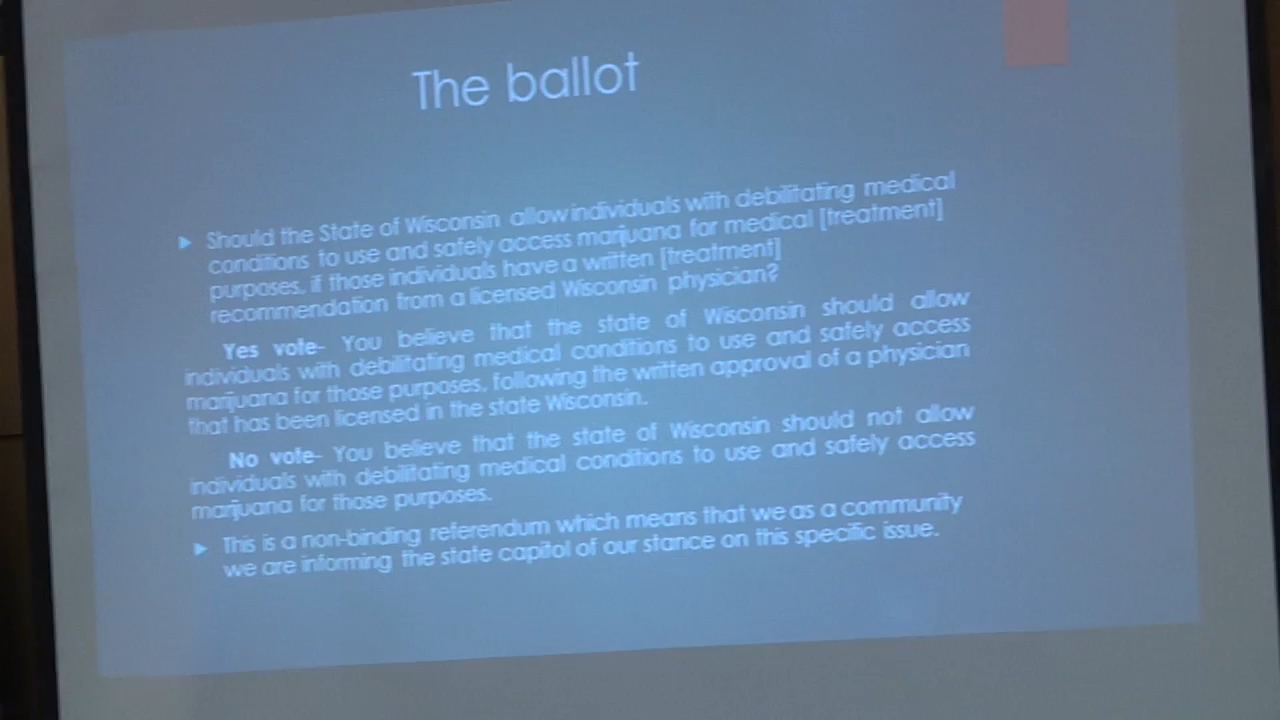 The ballot
Should the State of Wisconsin allow individuals with debilitating medical
conditions to use and safely access marijuana for medical [treatment]
purposes, if those individuals have a written [treatment]
recommendation from a licensed Wisconsin physician?
Yes vote- You believe that the state of Wisconsin should allow
individuals with debilitating medical conditions to use and safely access
marijuana for those purposes, following the written approval of a physician
that has been licensed in the state Wisconsin.
No vote- You believe that the state of Wisconsin should not allow
individuals with debilitating medical conditions to use and safely access
marijuana for those purposes.
This is a non-binding referendum which means that we as a community
we are informing the state capitol of our stance on this specific issue.